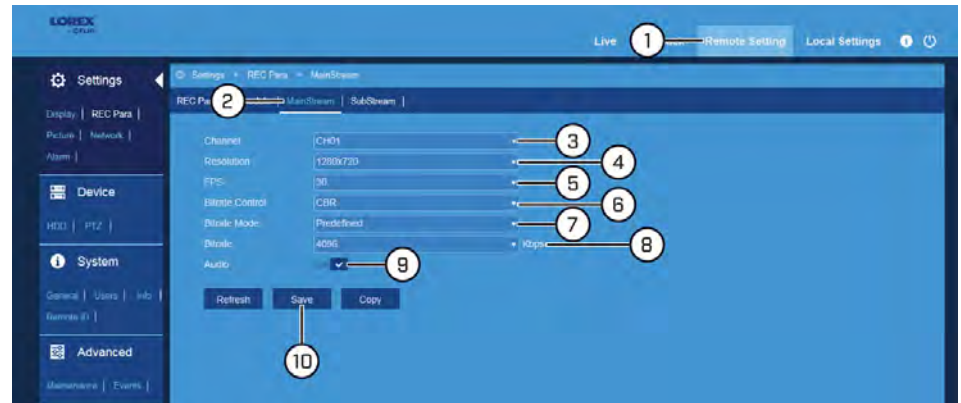 LOREX
Live
1
Remote Setting
Local Settings
Settings
Settings > REC Para > MainStream
REC Pa
2
MainStream | SubStream |
Display | REC Para |
Picture | Network |
Alarm |
Channel CH01 3
Resolution 1280x720 4
FPS 30 5
Bitrate Control CBR 6
Bitrate Mode Predefined 7
Bitrate 4096 Kbps 8
Audio 9
Device
HDD | PTZ |
System
General | Users | Info |
Remote ID |
Refresh Save Copy
10
Advanced
Maintenance | Events |